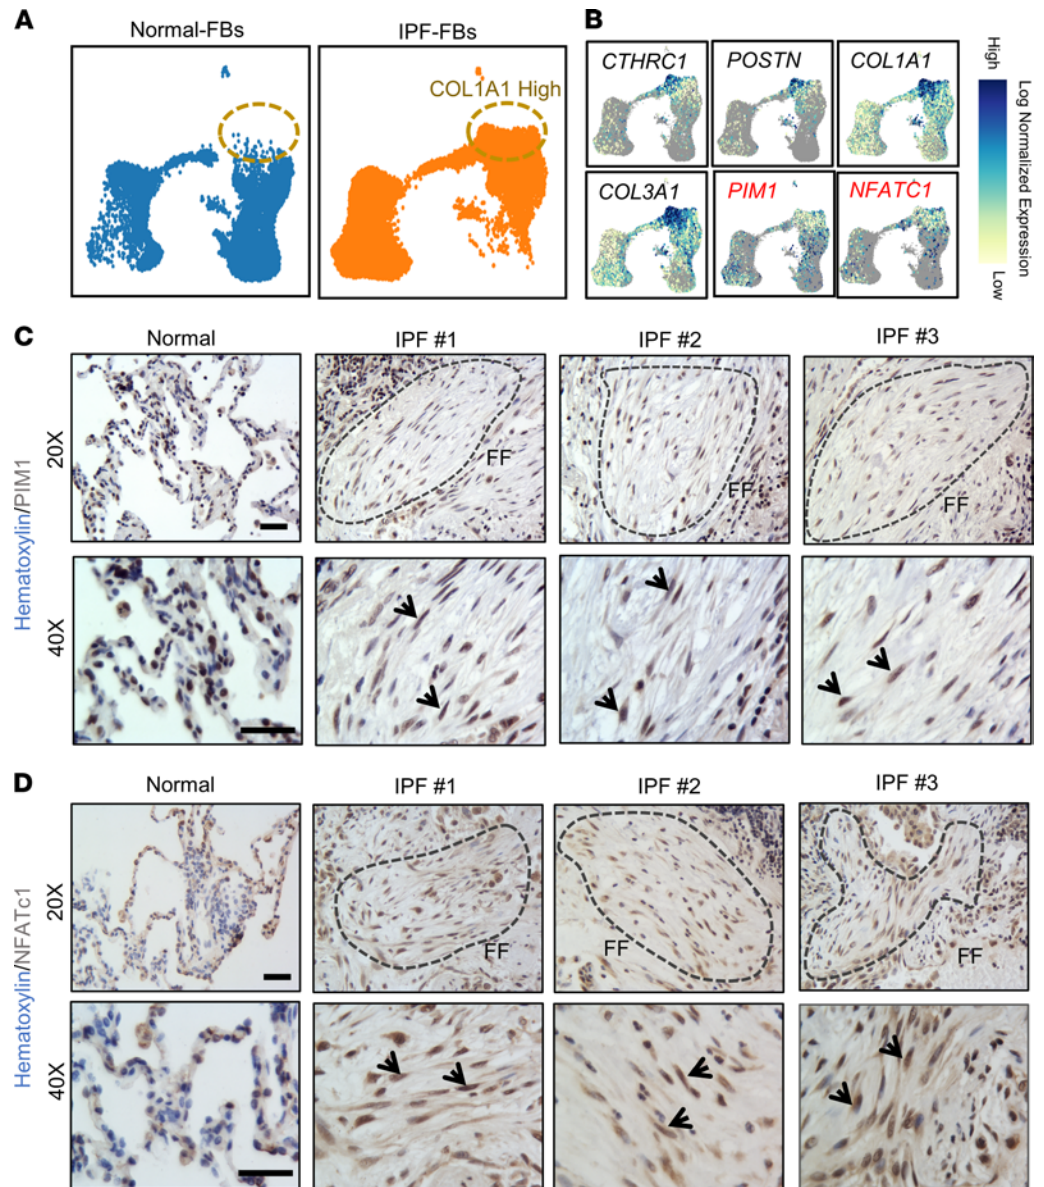 A
Normal-FBs
IPF-FBs
COL1A1 High
B
CTHRC1
POSTN
COL1A1
COL3A1
PIM1
NFATC1
High
Log Normalized Expression
Low
C
Normal
IPF #1
IPF #2
IPF #3
Hematoxylin/PIM1
20X
FF
FF
FF
40X
D
Normal
IPF #1
IPF #2
IPF #3
Hematoxylin/NFATc1
20X
FF
FF
FF
40X